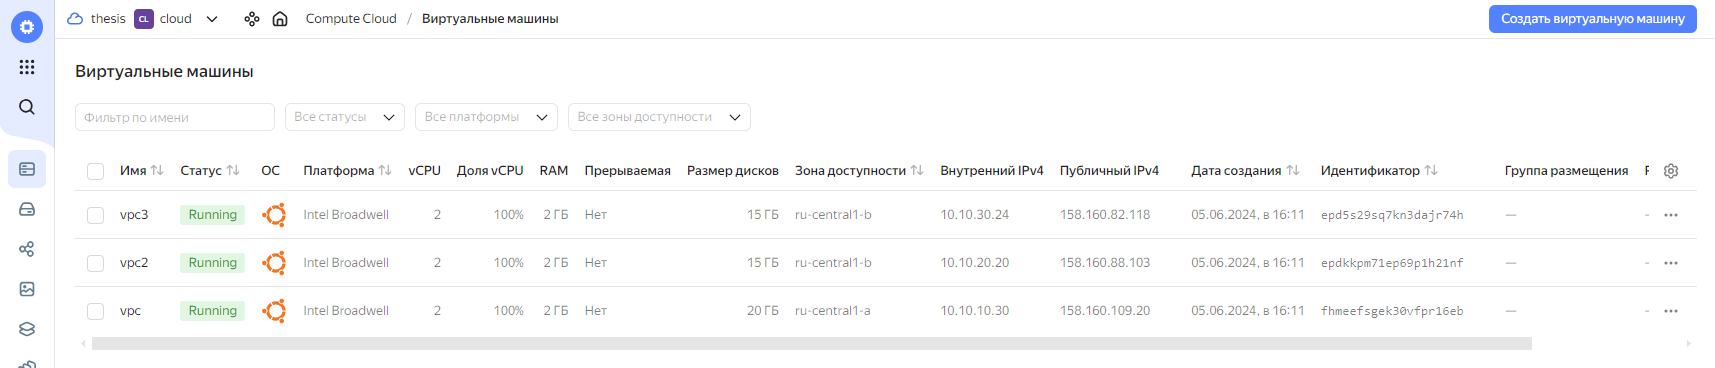 thesis CL cloud Compute Cloud / Виртуальные машины Создать виртуальную машину
Виртуальные машины
Фильтр по имени Все статусы Все платформы Все зоны доступности
Имя Статус ОС Платформа vCPU Доля vCPU RAM Прерываемая Размер дисков Зона доступности Внутренний IPv4 Публичный IPv4 Дата создания Идентификатор Группа размещения
vpc3 Running Intel Broadwell 2 100% 2 ГБ Нет 15 ГБ ru-central1-b 10.10.30.24 158.160.82.118 05.06.2024, в 16:11 epd5s29sq7kn3dajr74h —
vpc2 Running Intel Broadwell 2 100% 2 ГБ Нет 15 ГБ ru-central1-b 10.10.20.20 158.160.88.103 05.06.2024, в 16:11 epdkkpm71ep69p1h21nf —
vpc Running Intel Broadwell 2 100% 2 ГБ Нет 20 ГБ ru-central1-a 10.10.10.30 158.160.109.20 05.06.2024, в 16:11 fhmeefsgek30vfpr16eb —